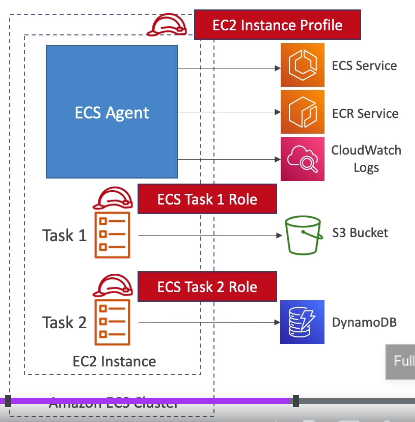 EC2 Instance Profile
ECS Agent
ECS Service
ECR Service
CloudWatch
Logs
ECS Task 1 Role
Task 1
S3 Bucket
ECS Task 2 Role
Task 2
DynamoDB
EC2 Instance
Full
Amazon ECS Cluster